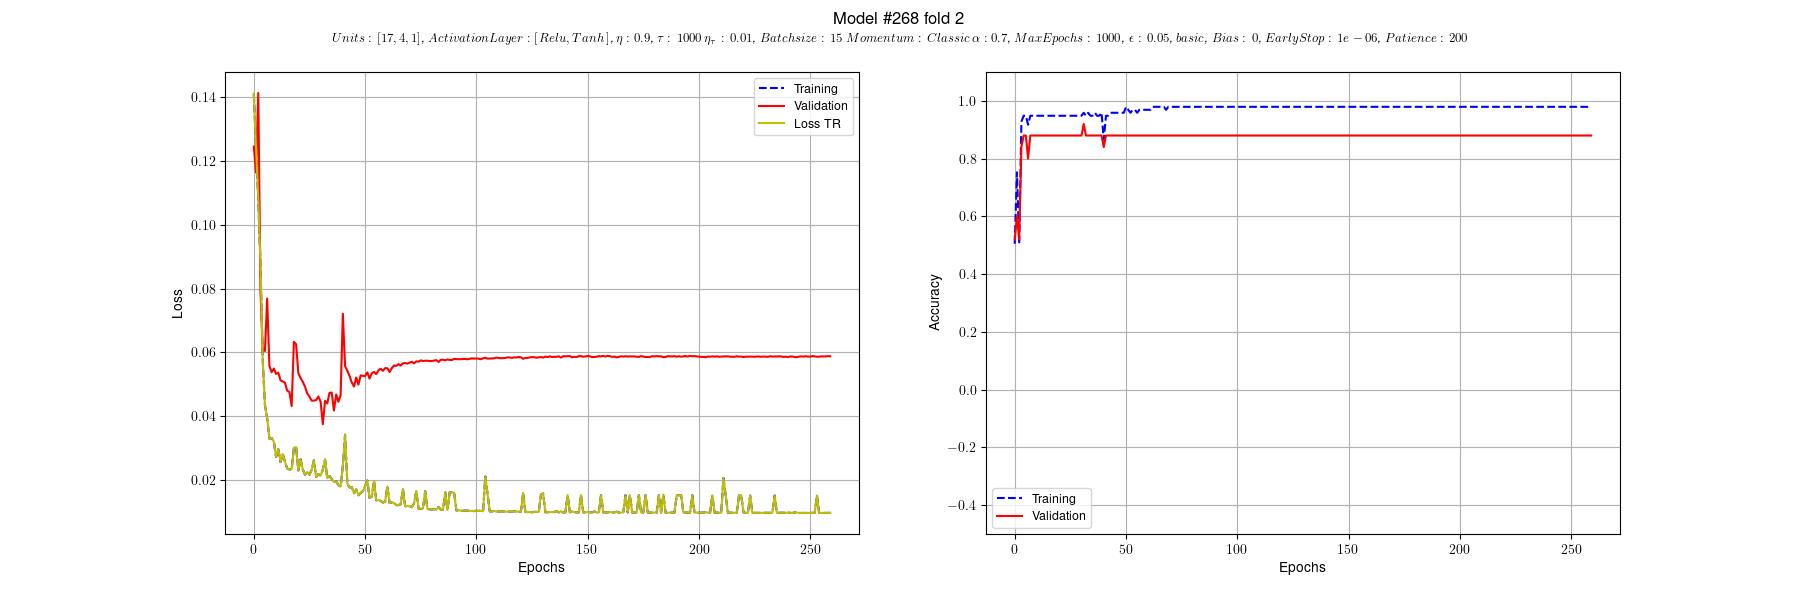 Model #268 fold 2
Units : [17, 4, 1], ActivationLayer : [Relu, Tanh], η : 0.9, τ : 1000 η_τ : 0.01, Batchsize : 15 Momentum : Classic α : 0.7, MaxEpochs : 1000, ϵ : 0.05, basic, Bias : 0, EarlyStop : 1e − 06, Patience : 200
0.14
0.12
0.10
0.08
0.06
0.04
0.02
Loss
0 50 100 150 200 250
Epochs
Training
Validation
Loss TR
1.0
0.8
0.6
0.4
0.2
0.0
−0.2
−0.4
Accuracy
0 50 100 150 200 250
Epochs
Training
Validation